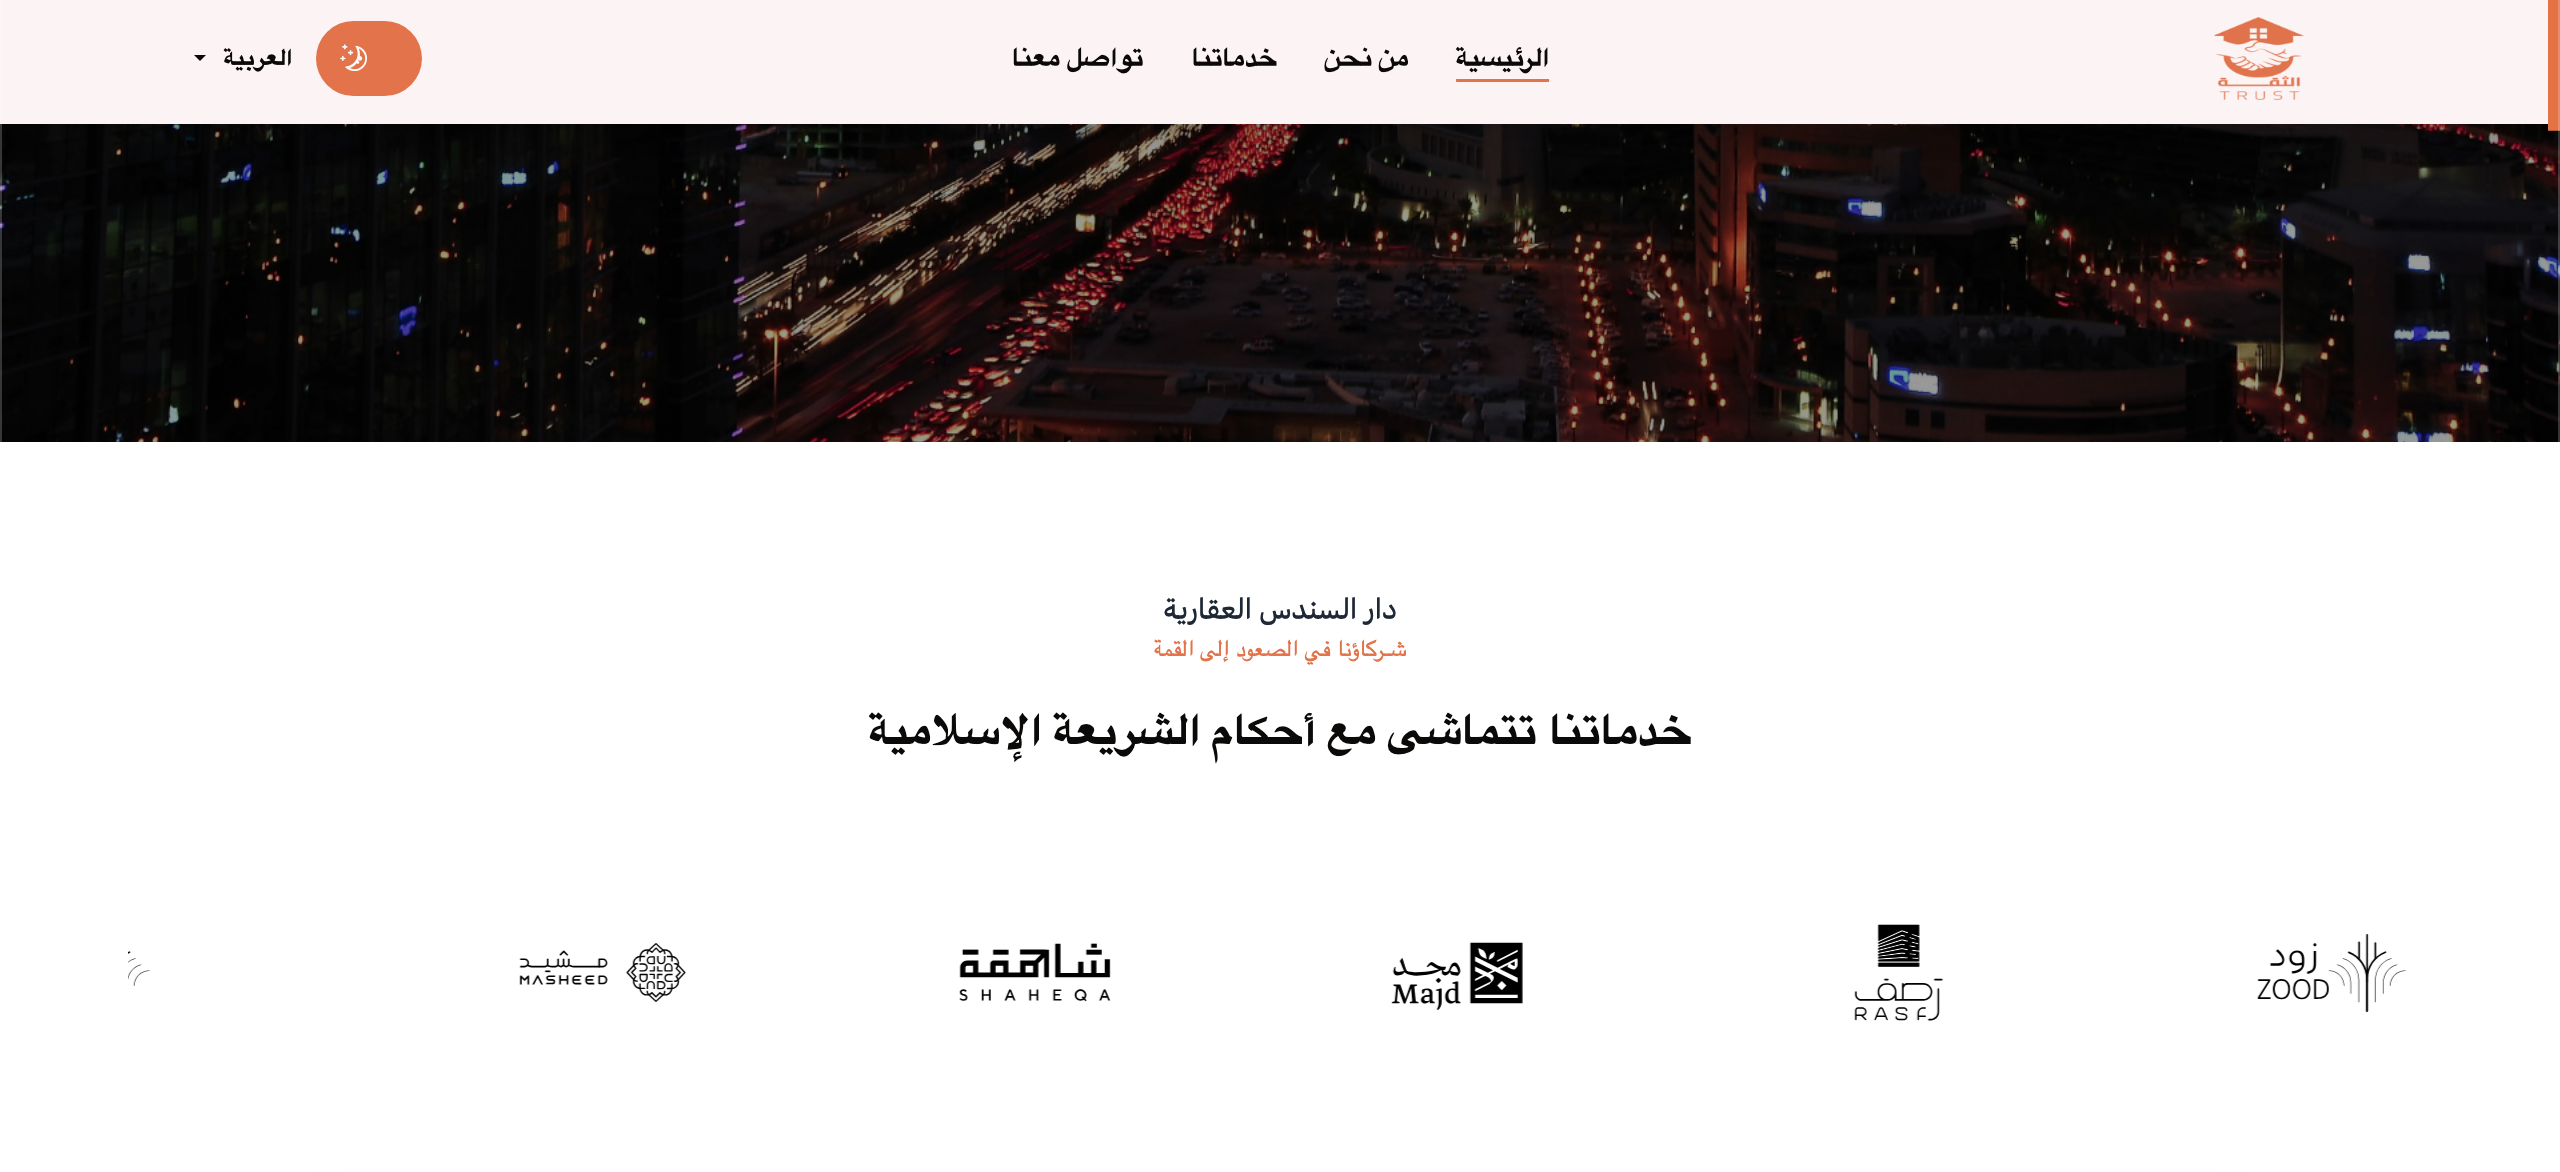 الثقة
TRUST
الرئيسية
من نحن
خدماتنا
تواصل معنا
العربية
دار السندس العقارية
شركاؤنا في الصعود إلى القمة
خدماتنا تتماشى مع أحكام الشريعة الإسلامية
زود
ZOOD
رصف
RASF
مجد
Majd
شاهقة
SHAHEQA
مشيد
MASHEED